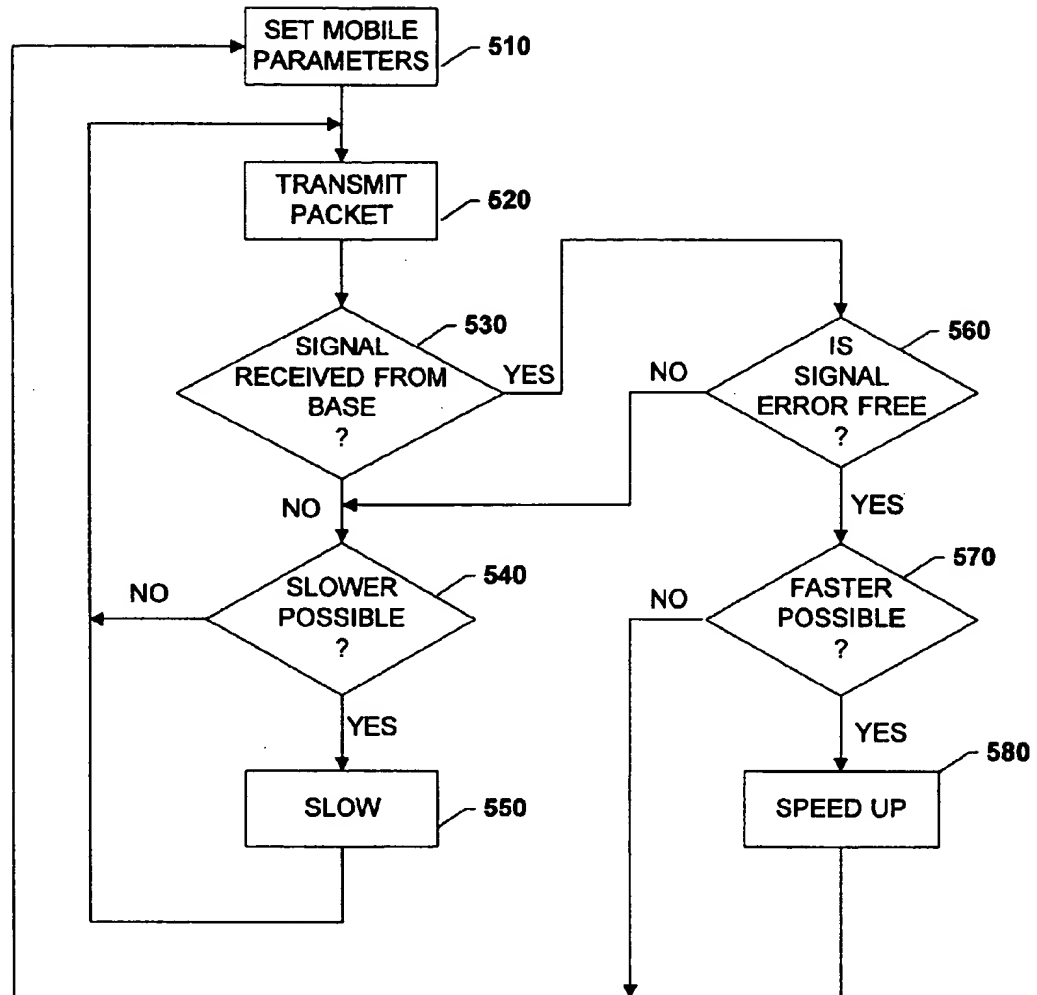 SET MOBILE
PARAMETERS
510
TRANSMIT
PACKET
520
SIGNAL
RECEIVED FROM
BASE
?
530
YES
NO
IS
SIGNAL
ERROR FREE
?
560
NO
YES
SLOWER
POSSIBLE
?
540
NO
YES
FASTER
POSSIBLE
?
570
NO
YES
SLOW
550
SPEED UP
580